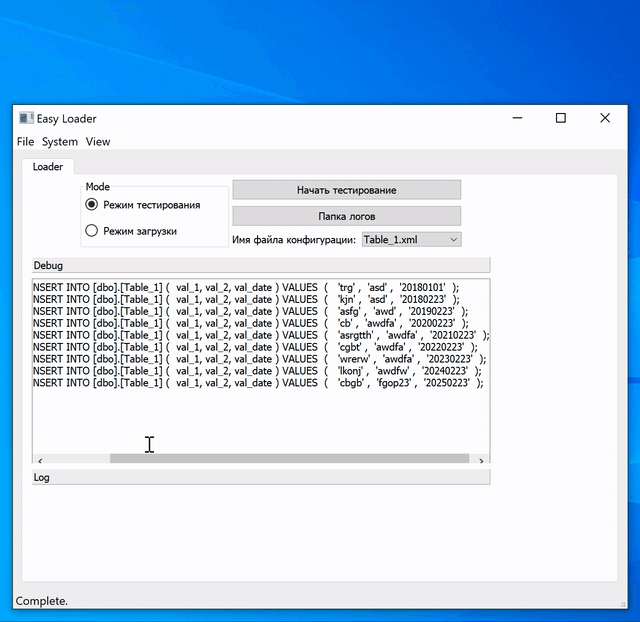 Easy Loader
File System View
Loader
Mode
Режим тестирования
Режим загрузки
Начать тестирование
Папка логов
Имя файла конфигурации: Table_1.xml
Debug
NSERT INTO [dbo].[Table_1] ( val_1, val_2, val_date ) VALUES ( 'trg' , 'asd' , '20180101' );
NSERT INTO [dbo].[Table_1] ( val_1, val_2, val_date ) VALUES ( 'kjn' , 'asd' , '20180223' );
NSERT INTO [dbo].[Table_1] ( val_1, val_2, val_date ) VALUES ( 'asfg' , 'awd' , '20190223' );
NSERT INTO [dbo].[Table_1] ( val_1, val_2, val_date ) VALUES ( 'cb' , 'awdfa' , '20200223' );
NSERT INTO [dbo].[Table_1] ( val_1, val_2, val_date ) VALUES ( 'asrgtth' , 'awdfa' , '20210223' );
NSERT INTO [dbo].[Table_1] ( val_1, val_2, val_date ) VALUES ( 'cgbt' , 'awdfa' , '20220223' );
NSERT INTO [dbo].[Table_1] ( val_1, val_2, val_date ) VALUES ( 'wrerw' , 'awdfa' , '20230223' );
NSERT INTO [dbo].[Table_1] ( val_1, val_2, val_date ) VALUES ( 'lkonj' , 'awdfw' , '20240223' );
NSERT INTO [dbo].[Table_1] ( val_1, val_2, val_date ) VALUES ( 'cbgb' , 'fgop23' , '20250223' );
Log
Complete.